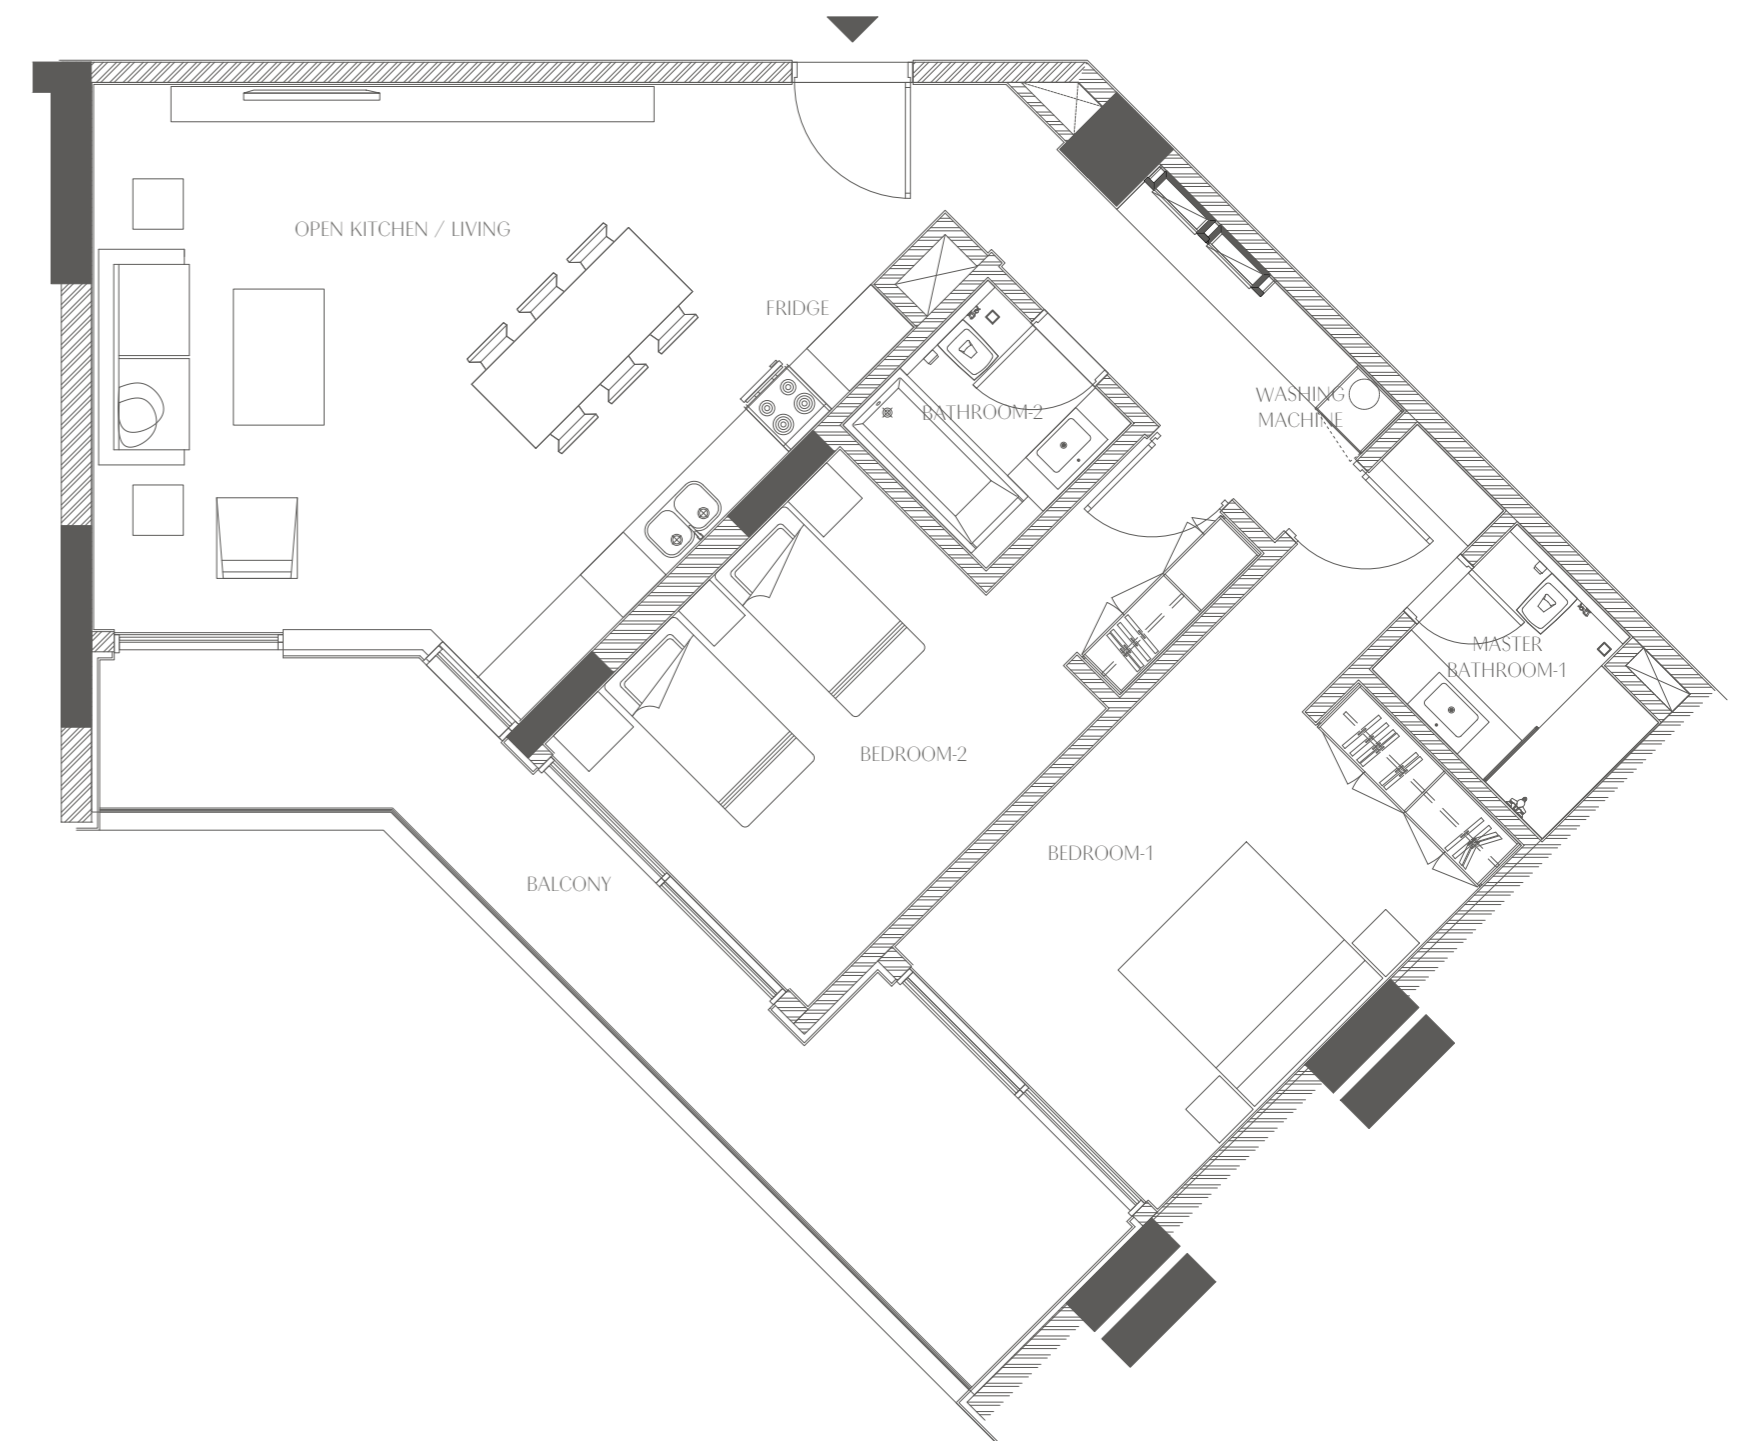 OPEN KITCHEN / LIVING
FRIDGE
BATHROOM-2
WASHING
MACHINE
MASTER
BATHROOM-1
BEDROOM-2
BEDROOM-1
BALCONY